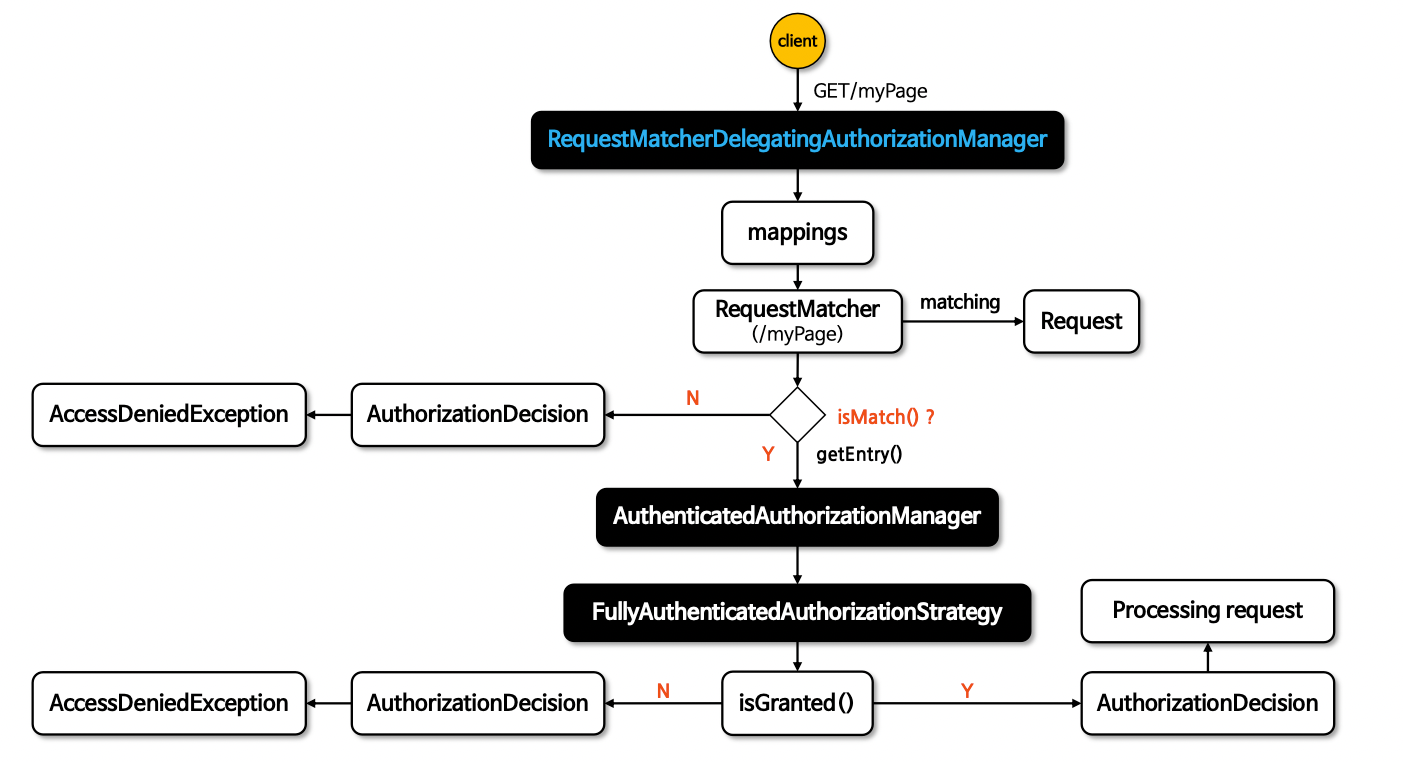 client
GET/myPage
RequestMatcherDelegatingAuthorizationManager
mappings
RequestMatcher
(/myPage)
matching
Request
AccessDeniedException
AuthorizationDecision
N
isMatch() ?
Y
getEntry()
AuthenticatedAuthorizationManager
FullyAuthenticatedAuthorizationStrategy
Processing request
AccessDeniedException
AuthorizationDecision
N
isGranted()
Y
AuthorizationDecision